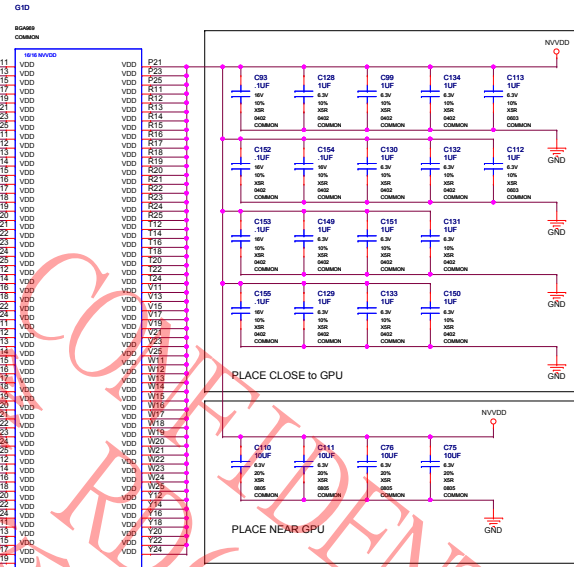 G1D
BGA969
COMMON
16/16 NVVDD
VDD VDD P21
VDD VDD P23
VDD VDD P25
VDD VDD R11
VDD VDD R12
VDD VDD R13
VDD VDD R14
VDD VDD R15
VDD VDD R16
VDD VDD R17
VDD VDD R18
VDD VDD R19
VDD VDD R20
VDD VDD R21
VDD VDD R22
VDD VDD R23
VDD VDD R24
VDD VDD R25
VDD VDD T12
VDD VDD T14
VDD VDD T16
VDD VDD T18
VDD VDD T20
VDD VDD T22
VDD VDD T24
VDD VDD V11
VDD VDD V13
VDD VDD V15
VDD VDD V17
VDD VDD V19
VDD VDD V21
VDD VDD V23
VDD VDD V25
VDD VDD W11
VDD VDD W12
VDD VDD W13
VDD VDD W14
VDD VDD W15
VDD VDD W16
VDD VDD W17
VDD VDD W18
VDD VDD W19
VDD VDD W20
VDD VDD W21
VDD VDD W22
VDD VDD W23
VDD VDD W24
VDD VDD W25
VDD VDD Y12
VDD VDD Y14
VDD VDD Y16
VDD VDD Y18
VDD VDD Y20
VDD VDD Y22
VDD VDD Y24
NVVDD
C93 C128 C99 C134 C113
.1UF 1UF 1UF 1UF 1UF
16V 6.3V 6.3V 6.3V 6.3V
10% 10% 10% 10% 10%
X5R X5R X5R X5R X5R
0402 0402 0402 0402 0603
COMMON COMMON COMMON COMMON COMMON
GND
C152 C154 C130 C132 C112
.1UF .1UF 1UF 1UF 1UF
16V 16V 6.3V 6.3V 6.3V
10% 10% 10% 10% 10%
X5R X5R X5R X5R X5R
0402 0402 0402 0402 0603
COMMON COMMON COMMON COMMON COMMON
GND
C153 C149 C151 C131
.1UF 1UF 1UF 1UF
16V 6.3V 6.3V 6.3V
10% 10% 10% 10%
X5R X5R X5R X5R
0402 0402 0402 0402
COMMON COMMON COMMON COMMON
GND
C155 C129 C133 C150
.1UF 1UF 1UF 1UF
16V 6.3V 6.3V 6.3V
10% 10% 10% 10%
X5R X5R X5R X5R
0402 0402 0402 0402
COMMON COMMON COMMON COMMON
GND
PLACE CLOSE to GPU
NVVDD
C110 C111 C76 C75
10UF 10UF 10UF 10UF
6.3V 6.3V 6.3V 6.3V
20% 20% 20% 20%
X5R X5R X5R X5R
0805 0805 0805 0805
COMMON COMMON COMMON COMMON
GND
PLACE NEAR GPU